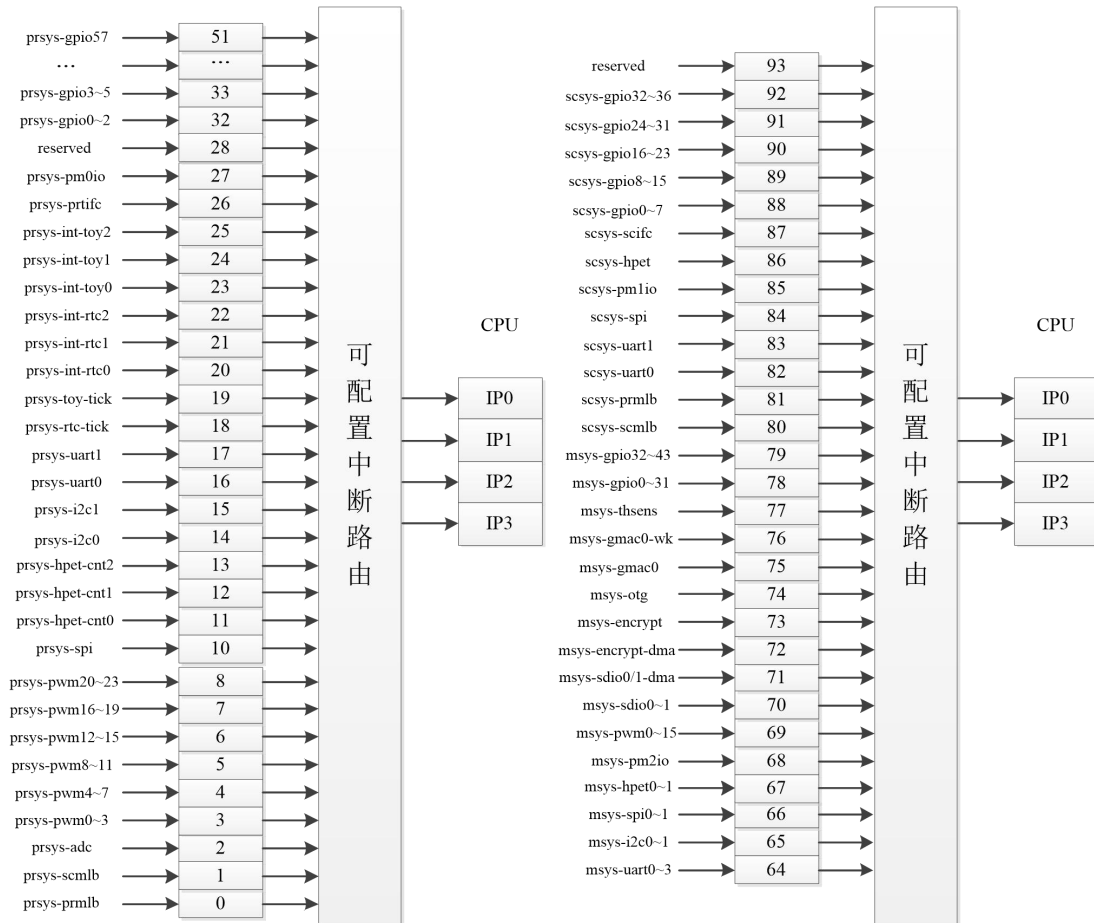 prsys-gpio57 51
… …
prsys-gpio3~5 33
prsys-gpio0~2 32
reserved 28
prsys-pm0io 27
prsys-prtifc 26
prsys-int-toy2 25
prsys-int-toy1 24
prsys-int-toy0 23
prsys-int-rtc2 22
prsys-int-rtc1 21
prsys-int-rtc0 20
prsys-toy-tick 19
prsys-rtc-tick 18
prsys-uart1 17
prsys-uart0 16
prsys-i2c1 15
prsys-i2c0 14
prsys-hpet-cnt2 13
prsys-hpet-cnt1 12
prsys-hpet-cnt0 11
prsys-spi 10
prsys-pwm20~23 8
prsys-pwm16~19 7
prsys-pwm12~15 6
prsys-pwm8~11 5
prsys-pwm4~7 4
prsys-pwm0~3 3
prsys-adc 2
prsys-scmlb 1
prsys-prmlb 0
可配置中断路由
CPU
IP0
IP1
IP2
IP3
reserved 93
scsys-gpio32~36 92
scsys-gpio24~31 91
scsys-gpio16~23 90
scsys-gpio8~15 89
scsys-gpio0~7 88
scsys-scifc 87
scsys-hpet 86
scsys-pm1io 85
scsys-spi 84
scsys-uart1 83
scsys-uart0 82
scsys-prmlb 81
scsys-scmlb 80
msys-gpio32~43 79
msys-gpio0~31 78
msys-thsens 77
msys-gmac0-wk 76
msys-gmac0 75
msys-otg 74
msys-encrypt 73
msys-encrypt-dma 72
msys-sdio0/1-dma 71
msys-sdio0~1 70
msys-pwm0~15 69
msys-pm2io 68
msys-hpet0~1 67
msys-spi0~1 66
msys-i2c0~1 65
msys-uart0~3 64
可配置中断路由
CPU
IP0
IP1
IP2
IP3